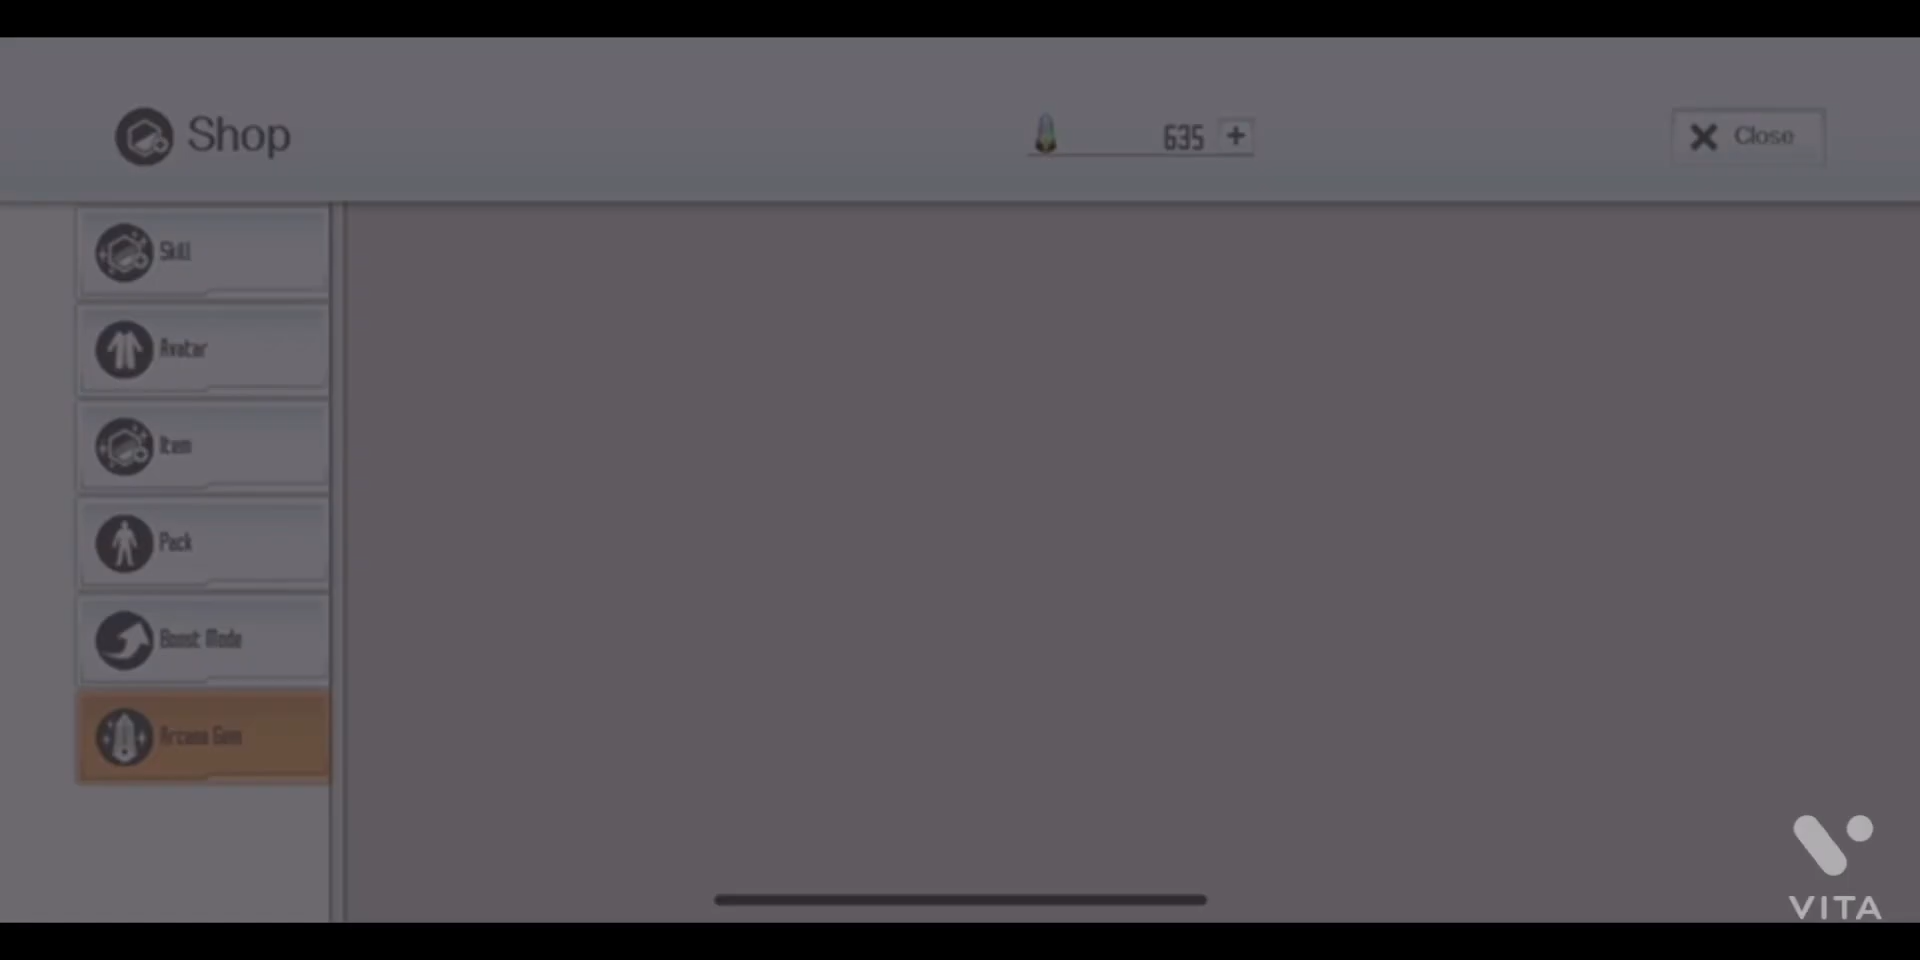 Shop
635 +
Close
Skill
Avatar
Item
Pack
Boost Mode
Arcana Gem
VITA